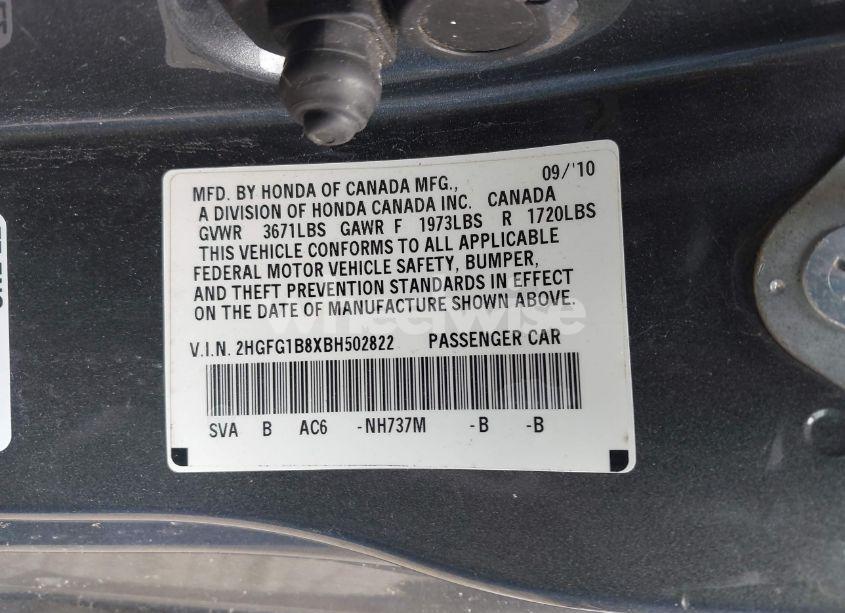 09/'10
MFD. BY HONDA OF CANADA MFG.,
A DIVISION OF HONDA CANADA INC. CANADA
GVWR 3671LBS GAWR F 1973LBS R 1720LBS
THIS VEHICLE CONFORMS TO ALL APPLICABLE
FEDERAL MOTOR VEHICLE SAFETY, BUMPER,
AND THEFT PREVENTION STANDARDS IN EFFECT
ON THE DATE OF MANUFACTURE SHOWN ABOVE.
wheelwise
V.I.N. 2HGFG1B8XBH502822 PASSENGER CAR
SVA B AC6 -NH737M -B -B